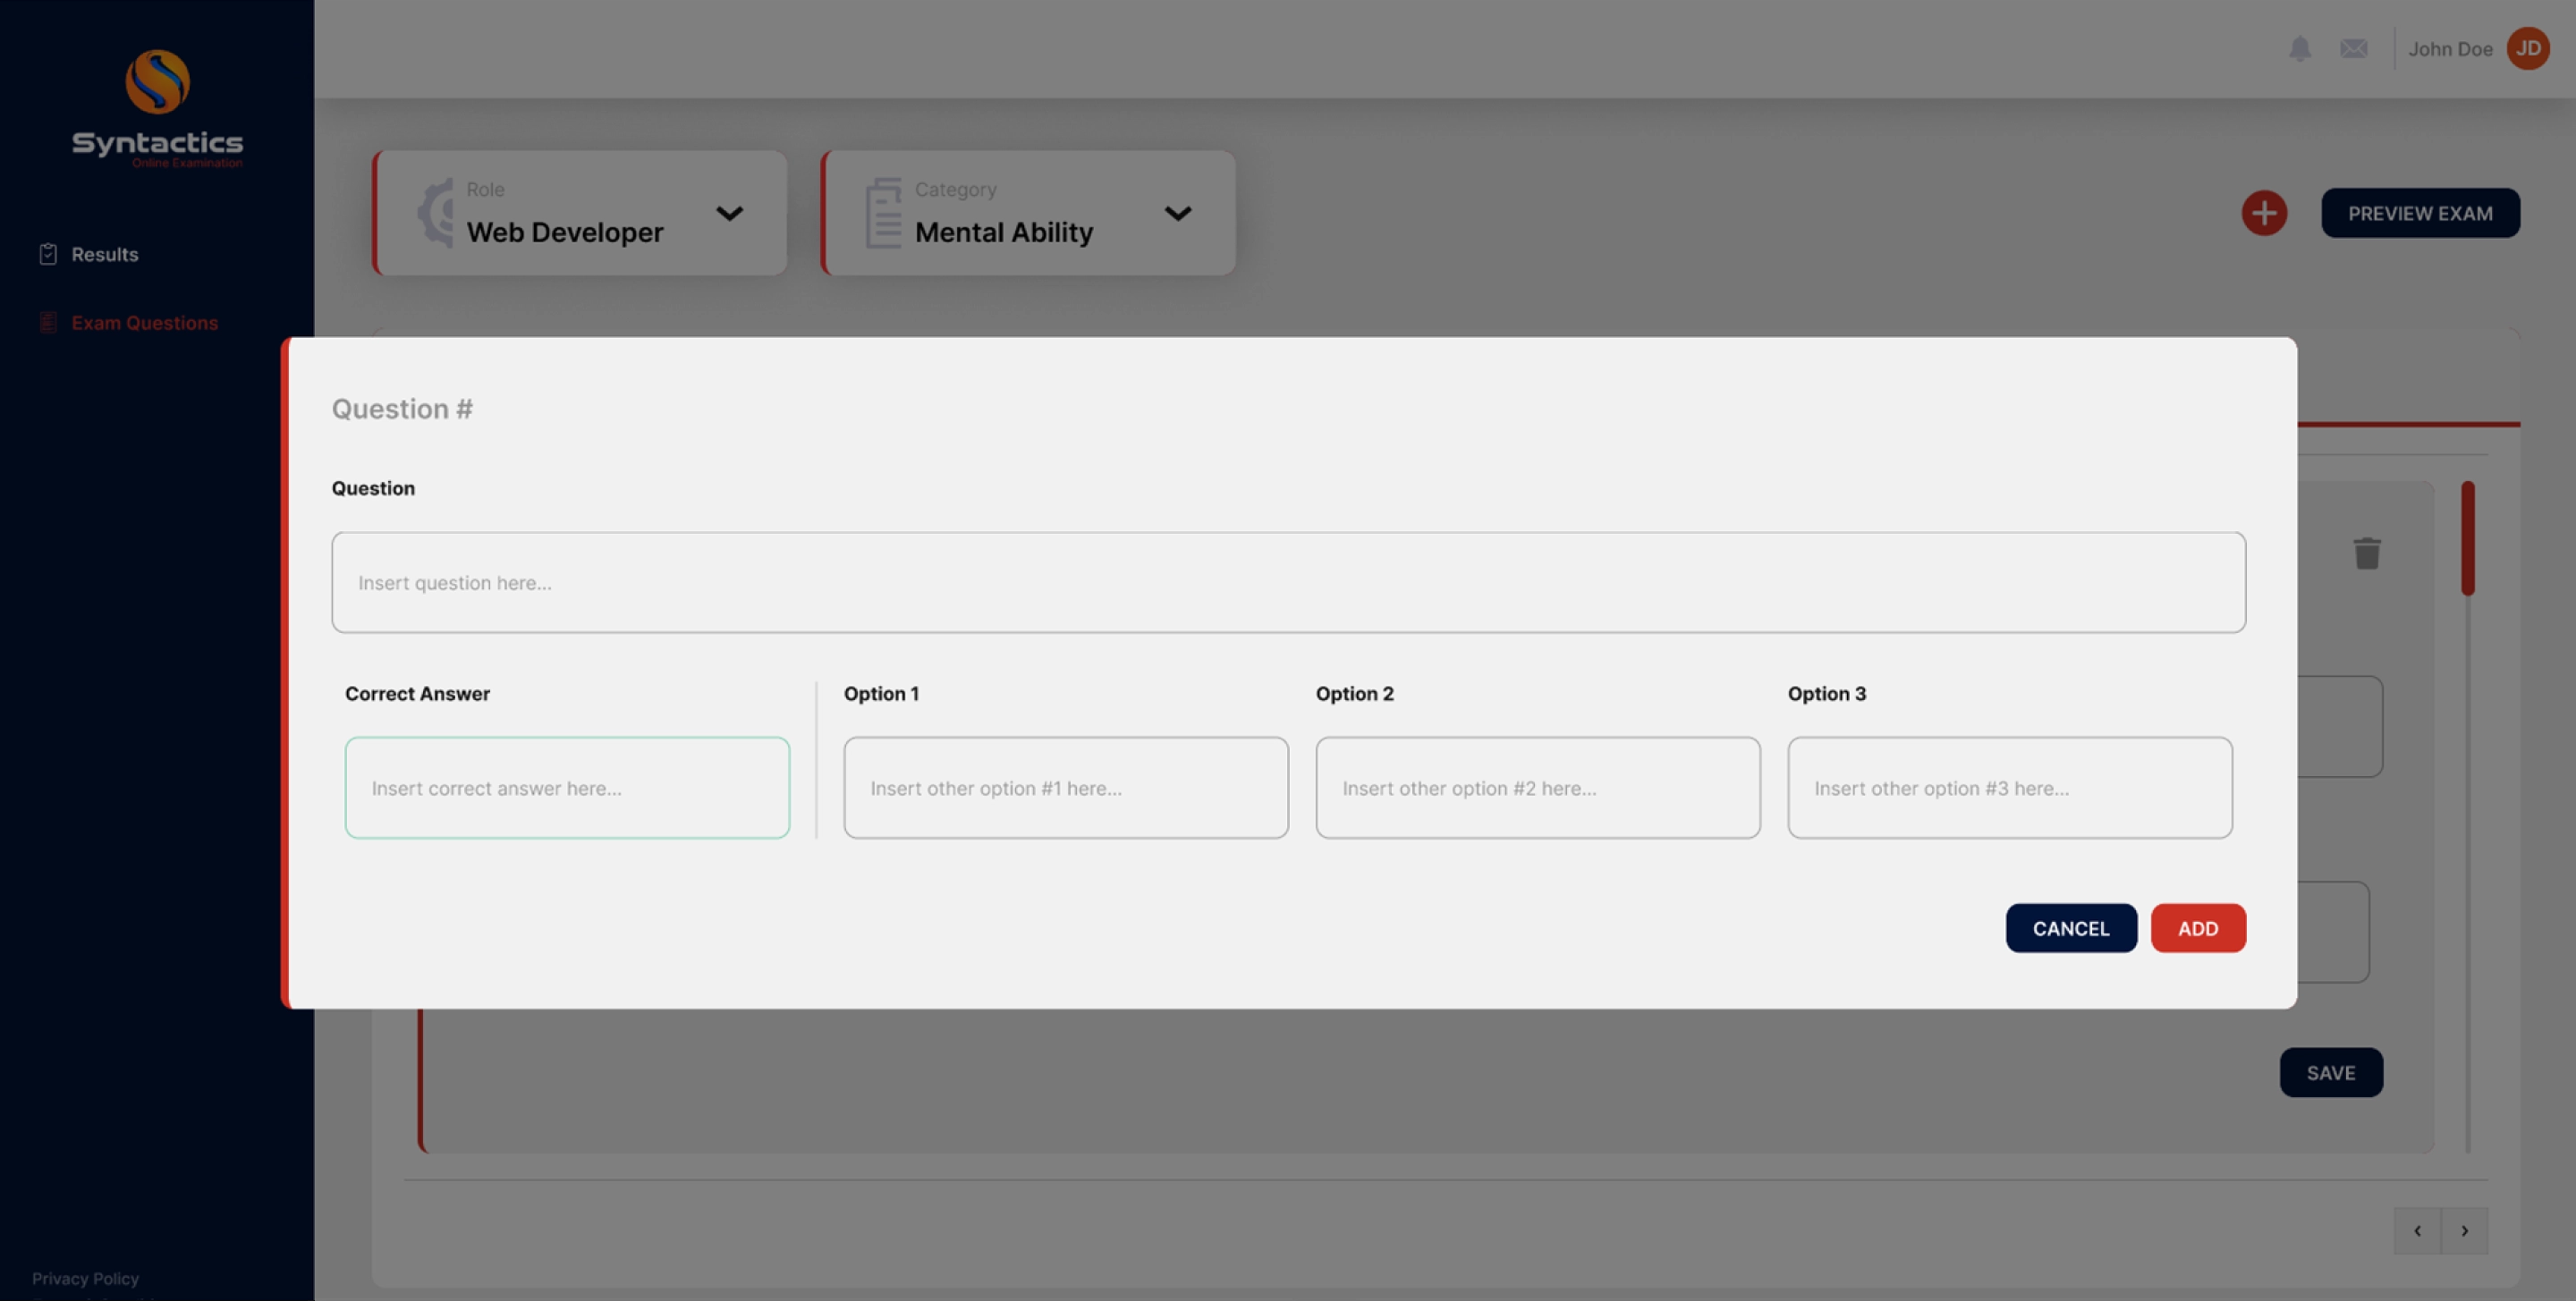 Syntactics
Online Examination
Results
Exam Questions
Privacy Policy
John Doe
JD
Role
Web Developer
Category
Mental Ability
PREVIEW EXAM
Question #
Question
Insert question here...
Correct Answer
Option 1
Option 2
Option 3
Insert correct answer here...
Insert other option #1 here...
Insert other option #2 here...
Insert other option #3 here...
CANCEL
ADD
SAVE